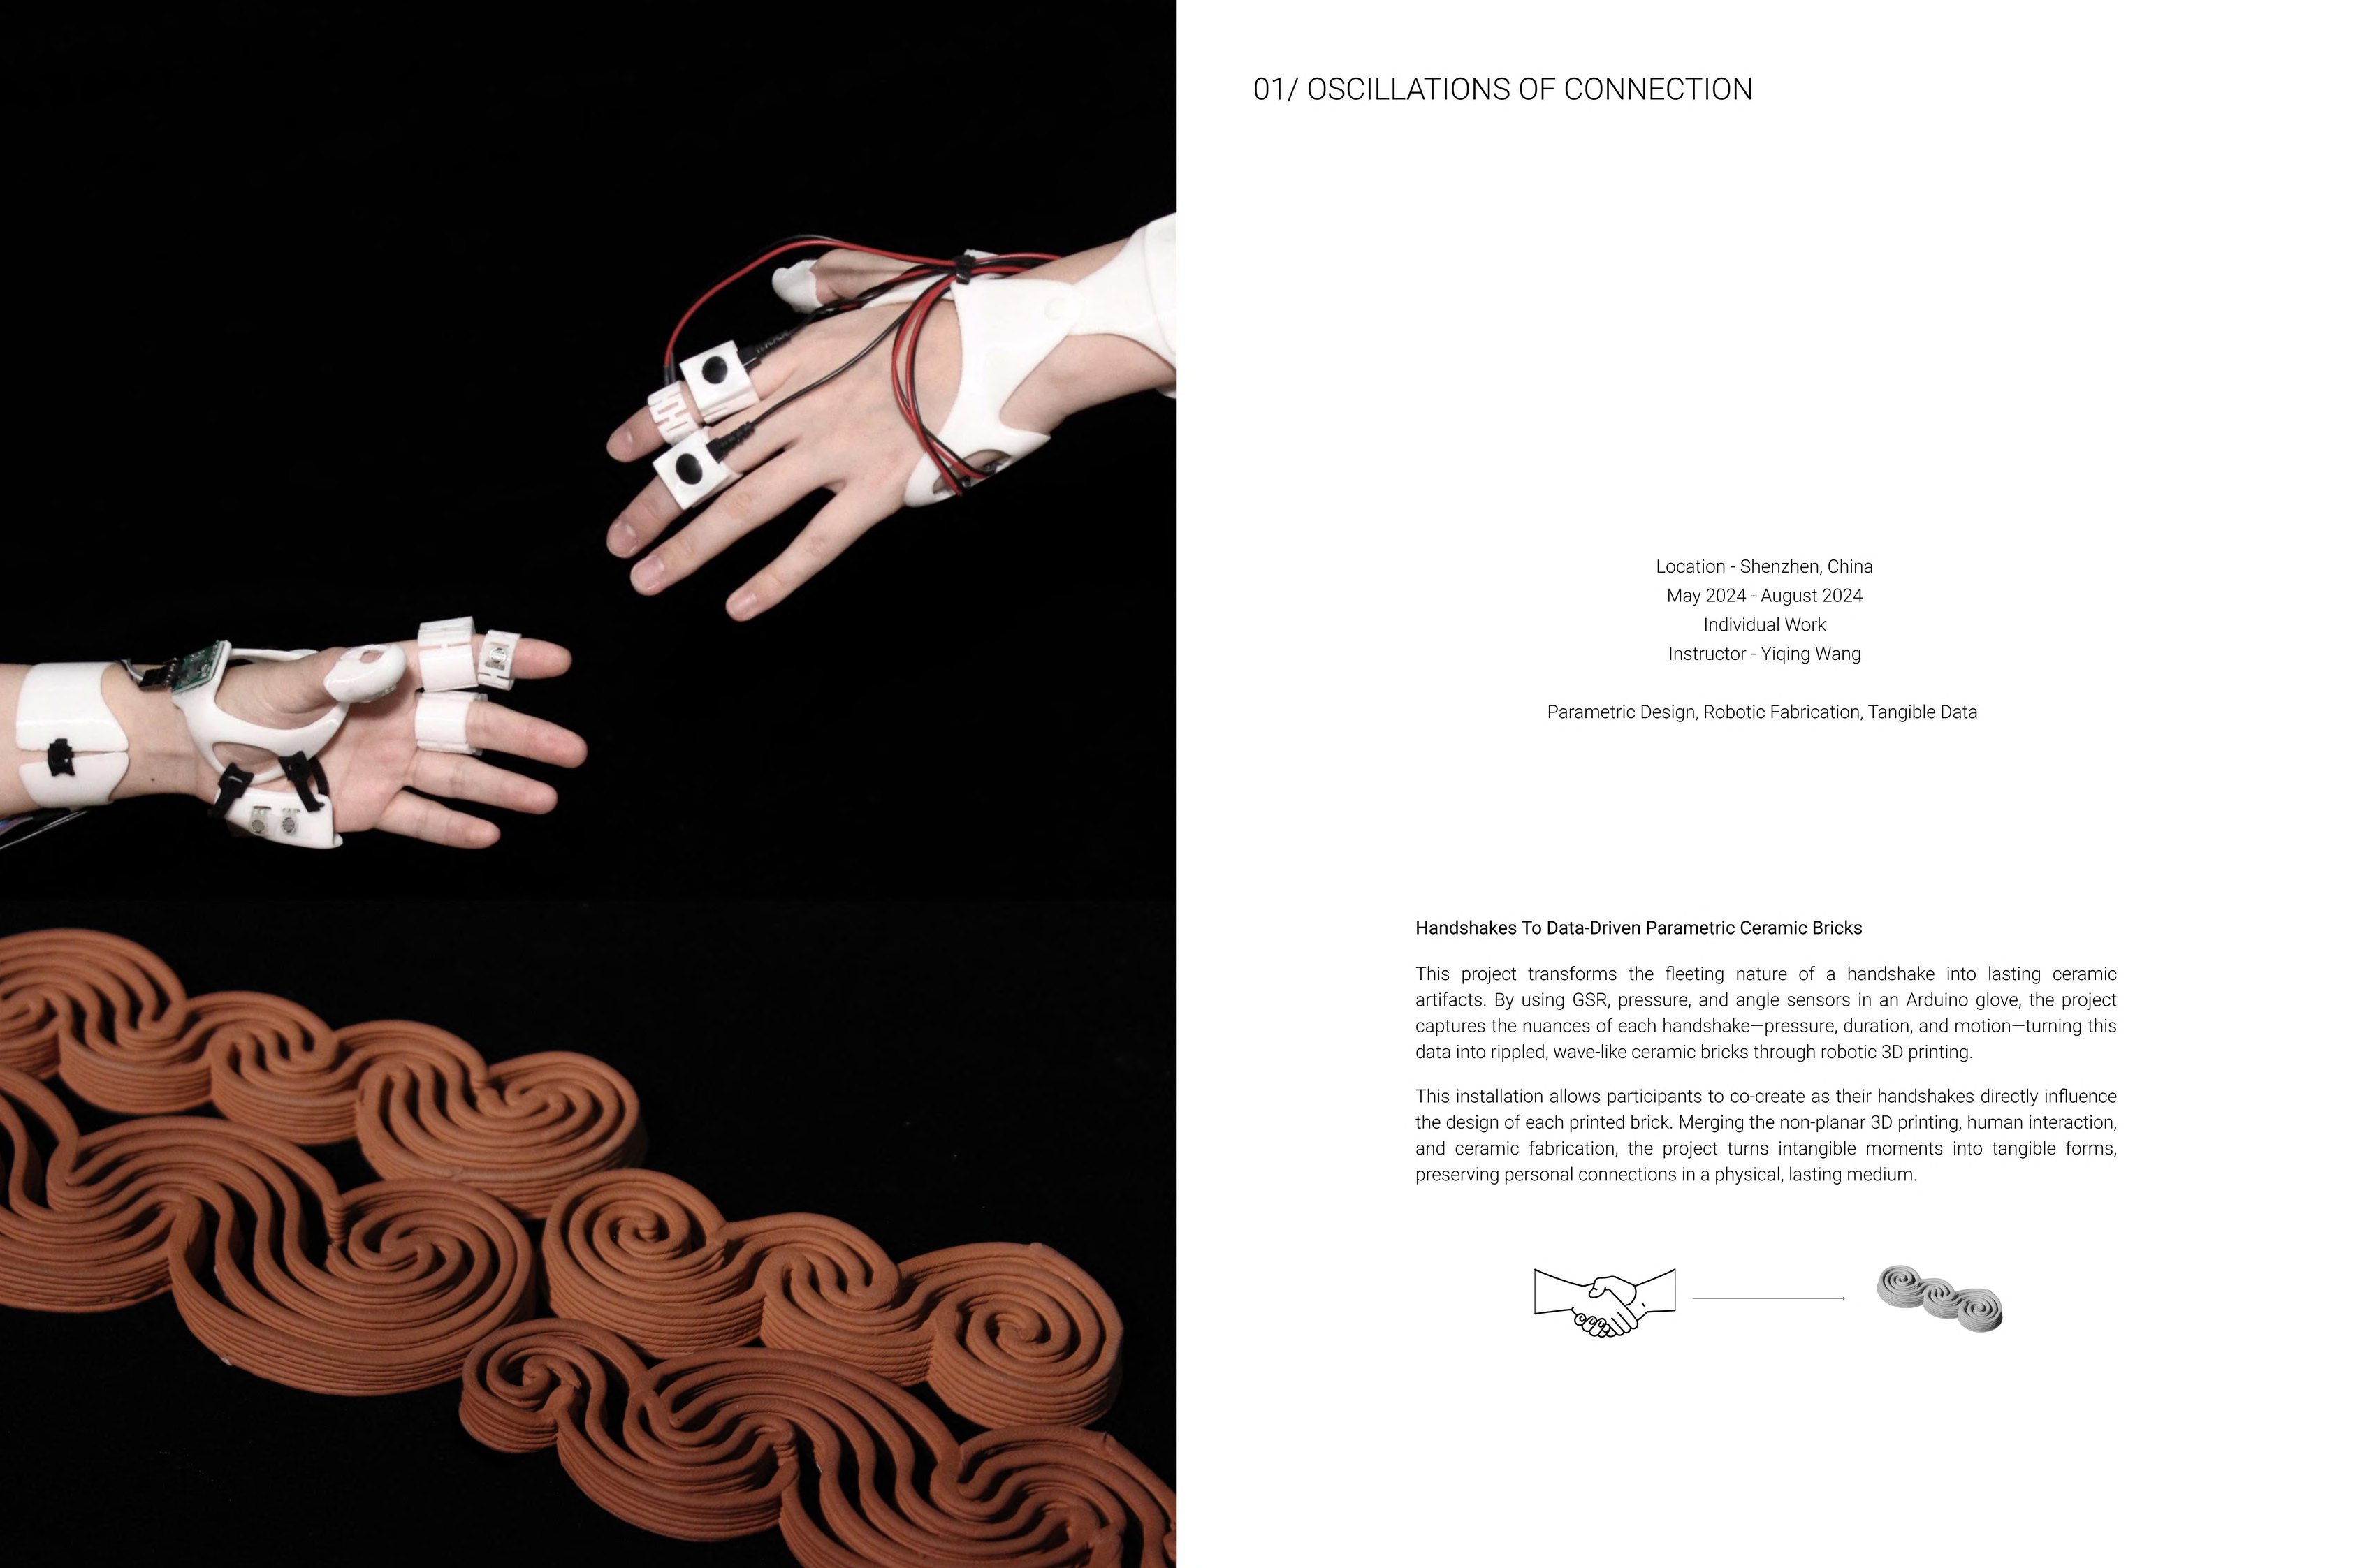 01/ OSCILLATIONS OF CONNECTION
Location - Shenzhen, China
May 2024 - August 2024
Individual Work
Instructor - Yiqing Wang
Parametric Design, Robotic Fabrication, Tangible Data
Handshakes To Data-Driven Parametric Ceramic Bricks
This project transforms the fleeting nature of a handshake into lasting ceramic
artifacts. By using GSR, pressure, and angle sensors in an Arduino glove, the project
captures the nuances of each handshake—pressure, duration, and motion—turning this
data into rippled, wave-like ceramic bricks through robotic 3D printing.
This installation allows participants to co-create as their handshakes directly influence
the design of each printed brick. Merging the non-planar 3D printing, human interaction,
and ceramic fabrication, the project turns intangible moments into tangible forms,
preserving personal connections in a physical, lasting medium.